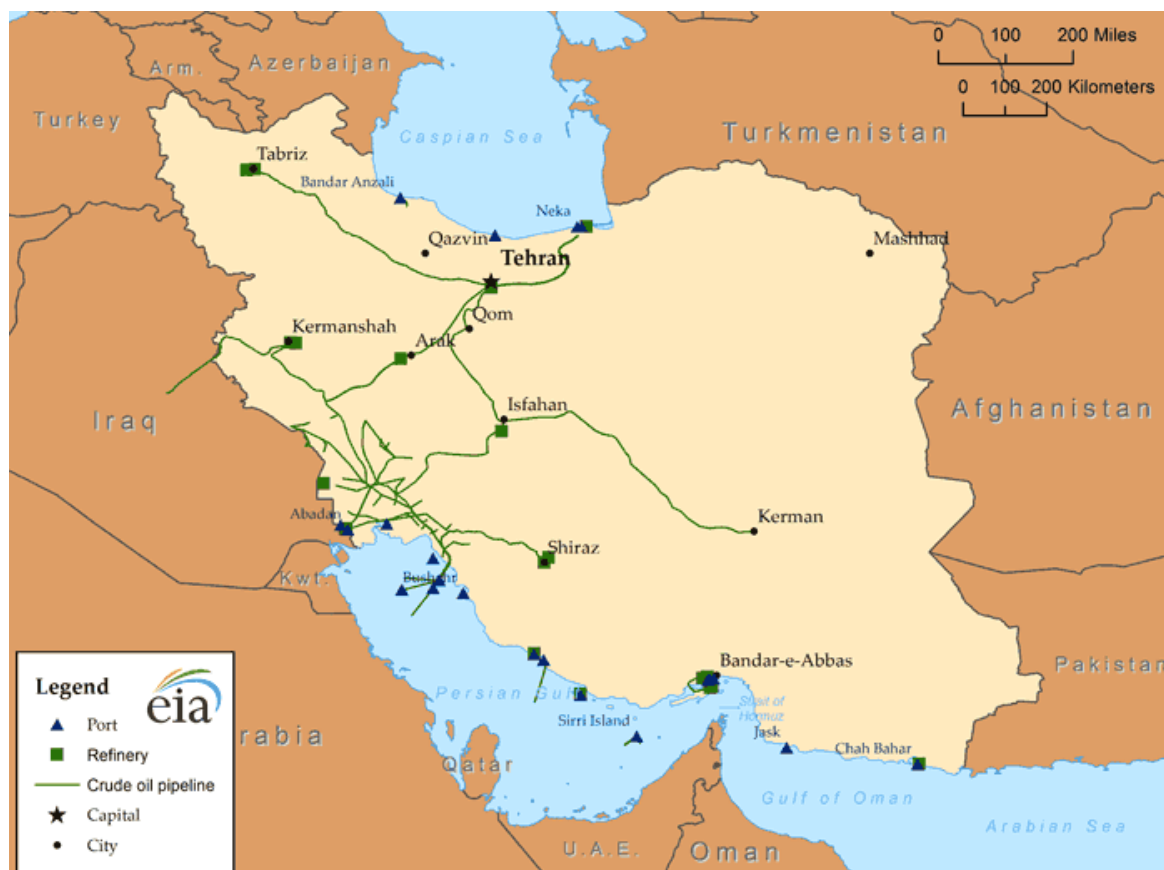 0 100 200 Miles
0 100 200 Kilometers
Arm.
Azerbaijan
Turkey
Caspian Sea
Turkmenistan
Tabriz
Bandar Anzali
Neka
Qazvin
Mashhad
Tehran
Qom
Kermanshah
Arak
Iraq
Isfahan
Afghanistan
Abadan
Kerman
Shiraz
Kwt.
Bushehr
Bandar-e-Abbas
Pakistan
Persian Gulf
Strait of
Hormuz
Sirri Island
Jask
Chah Bahar
rabia
Qatar
Gulf of Oman
Arabian Sea
U.A.E.
Oman
Legend
eia
Port
Refinery
Crude oil pipeline
Capital
City